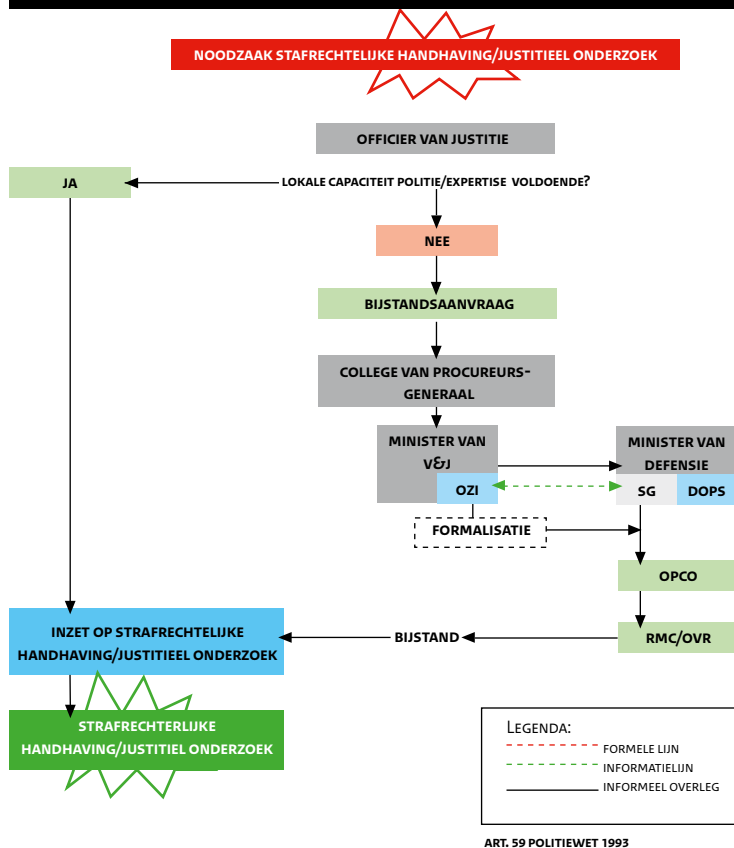 NOODZAAK STAFRECHTELIJKE HANDHAVING/JUSTITIEEL ONDERZOEK
OFFICIER VAN JUSTITIE
JA
LOKALE CAPACITEIT POLITIE/EXPERTISE VOLDOENDE?
NEE
BIJSTANDSAANVRAAG
COLLEGE VAN PROCUREURS-
GENERAAL
MINISTER VAN
V&J
OZI
MINISTER VAN
DEFENSIE
SG
DOPS
FORMALISATIE
OPCO
INZET OP STRAFRECHTELIJKE
HANDHAVING/JUSTITIEEL ONDERZOEK
BIJSTAND
RMC/OVR
STRAFRECHTERLIJKE
HANDHAVING/JUSTITIEL ONDERZOEK
LEGENDA:
FORMELE LIJN
INFORMATIELIJN
INFORMEEL OVERLEG
ART. 59 POLITIEWET 1993